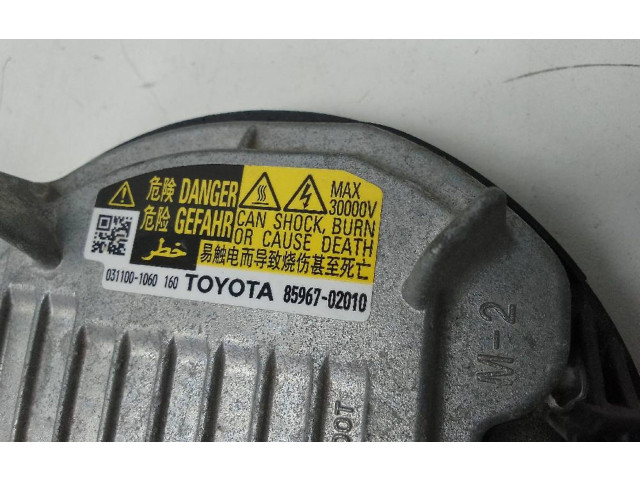 危険 DANGER
危险 GEFAHR
خطر
MAX
30000V
CAN SHOCK, BURN
OR CAUSE DEATH
易触电而导致烧伤甚至死亡
031100-1060 160 TOYOTA 85967-02010
M-2